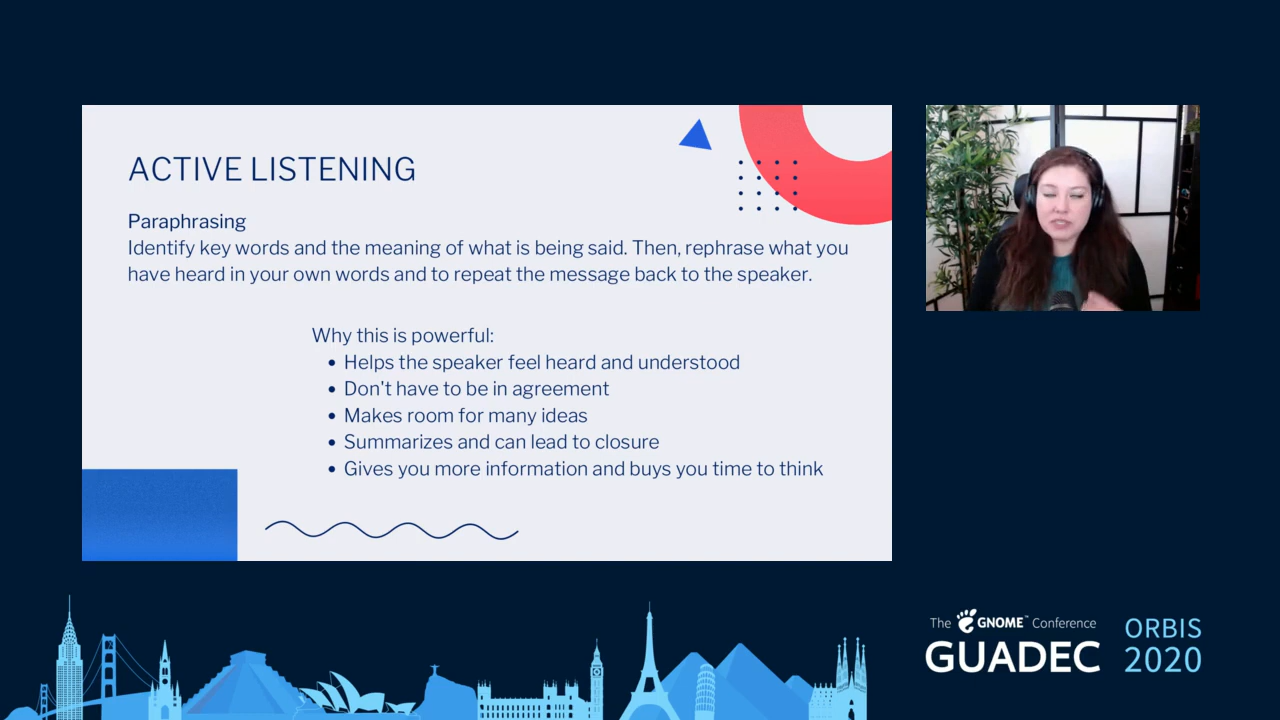 ACTIVE LISTENING
Paraphrasing
Identify key words and the meaning of what is being said. Then, rephrase what you
have heard in your own words and to repeat the message back to the speaker.
Why this is powerful:
• Helps the speaker feel heard and understood
• Don't have to be in agreement
• Makes room for many ideas
• Summarizes and can lead to closure
• Gives you more information and buys you time to think
The GNOME™ Conference
GUADEC
ORBIS
2020